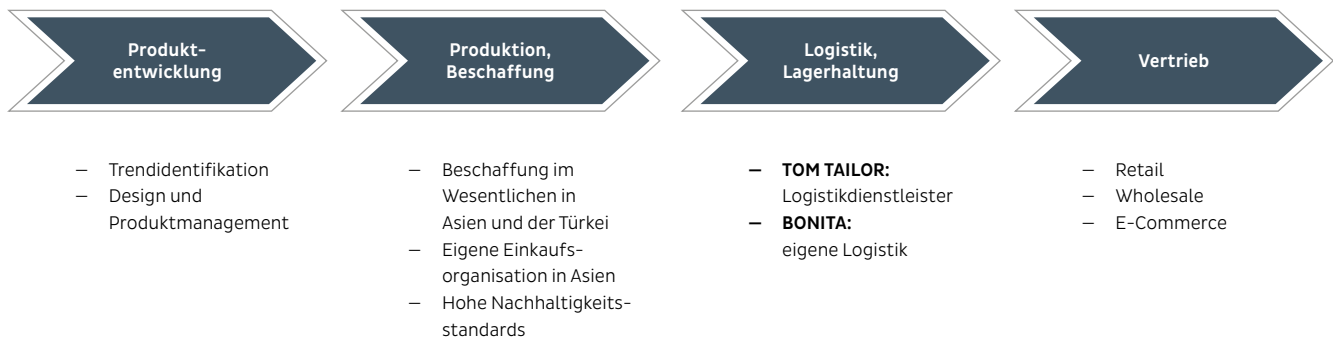 Produkt-
entwicklung
Produktion,
Beschaffung
Logistik,
Lagerhaltung
Vertrieb
– Trendidentifikation
– Design und
Produktmanagement
– Beschaffung im
Wesentlichen in
Asien und der Türkei
– Eigene Einkaufs-
organisation in Asien
– Hohe Nachhaltigkeits-
standards
– TOM TAILOR:
Logistikdienstleister
– BONITA:
eigene Logistik
– Retail
– Wholesale
– E-Commerce